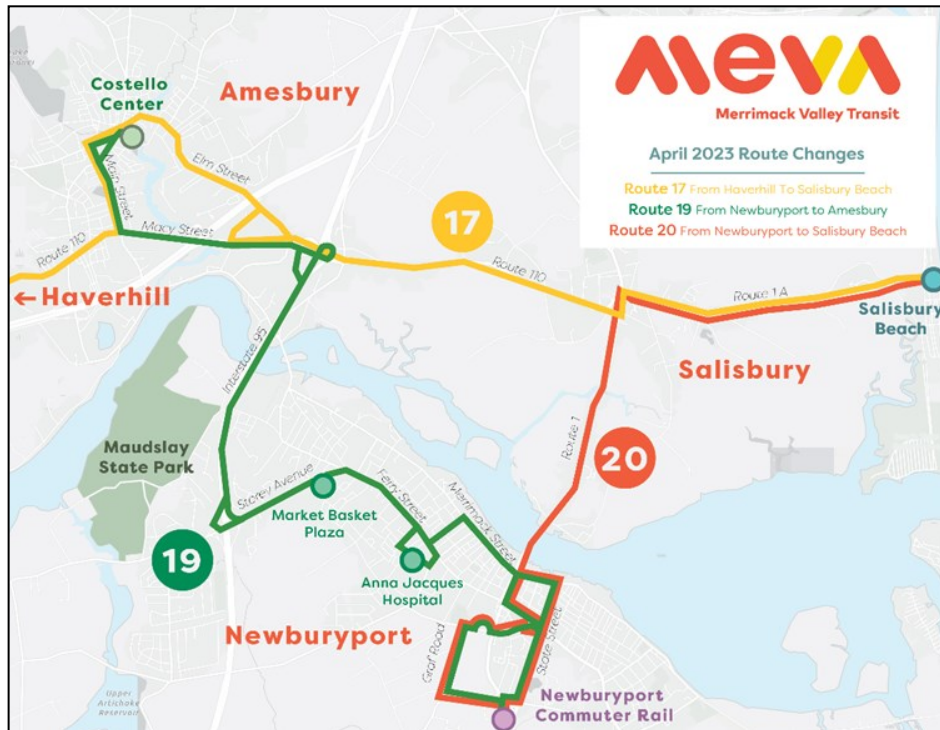 meva
Merrimack Valley Transit
April 2023 Route Changes
Route 17 From Haverhill To Salisbury Beach
Route 19 From Newburyport to Amesbury
Route 20 From Newburyport to Salisbury Beach
Costello
Center
Amesbury
Main Street
Elm Street
Macy Street
Route 110
17
Route 110
Route 1A
←Haverhill
Salisbury
Beach
Interstate 95
Salisbury
Maudslay
State Park
Route 1
20
Storey Avenue
Ferry Street
Merrimack Street
Market Basket
Plaza
19
Anna Jacques
Hospital
Newburyport
Graf Road
State Street
Newburyport
Commuter Rail
Upper
Artichoke
Reservoir